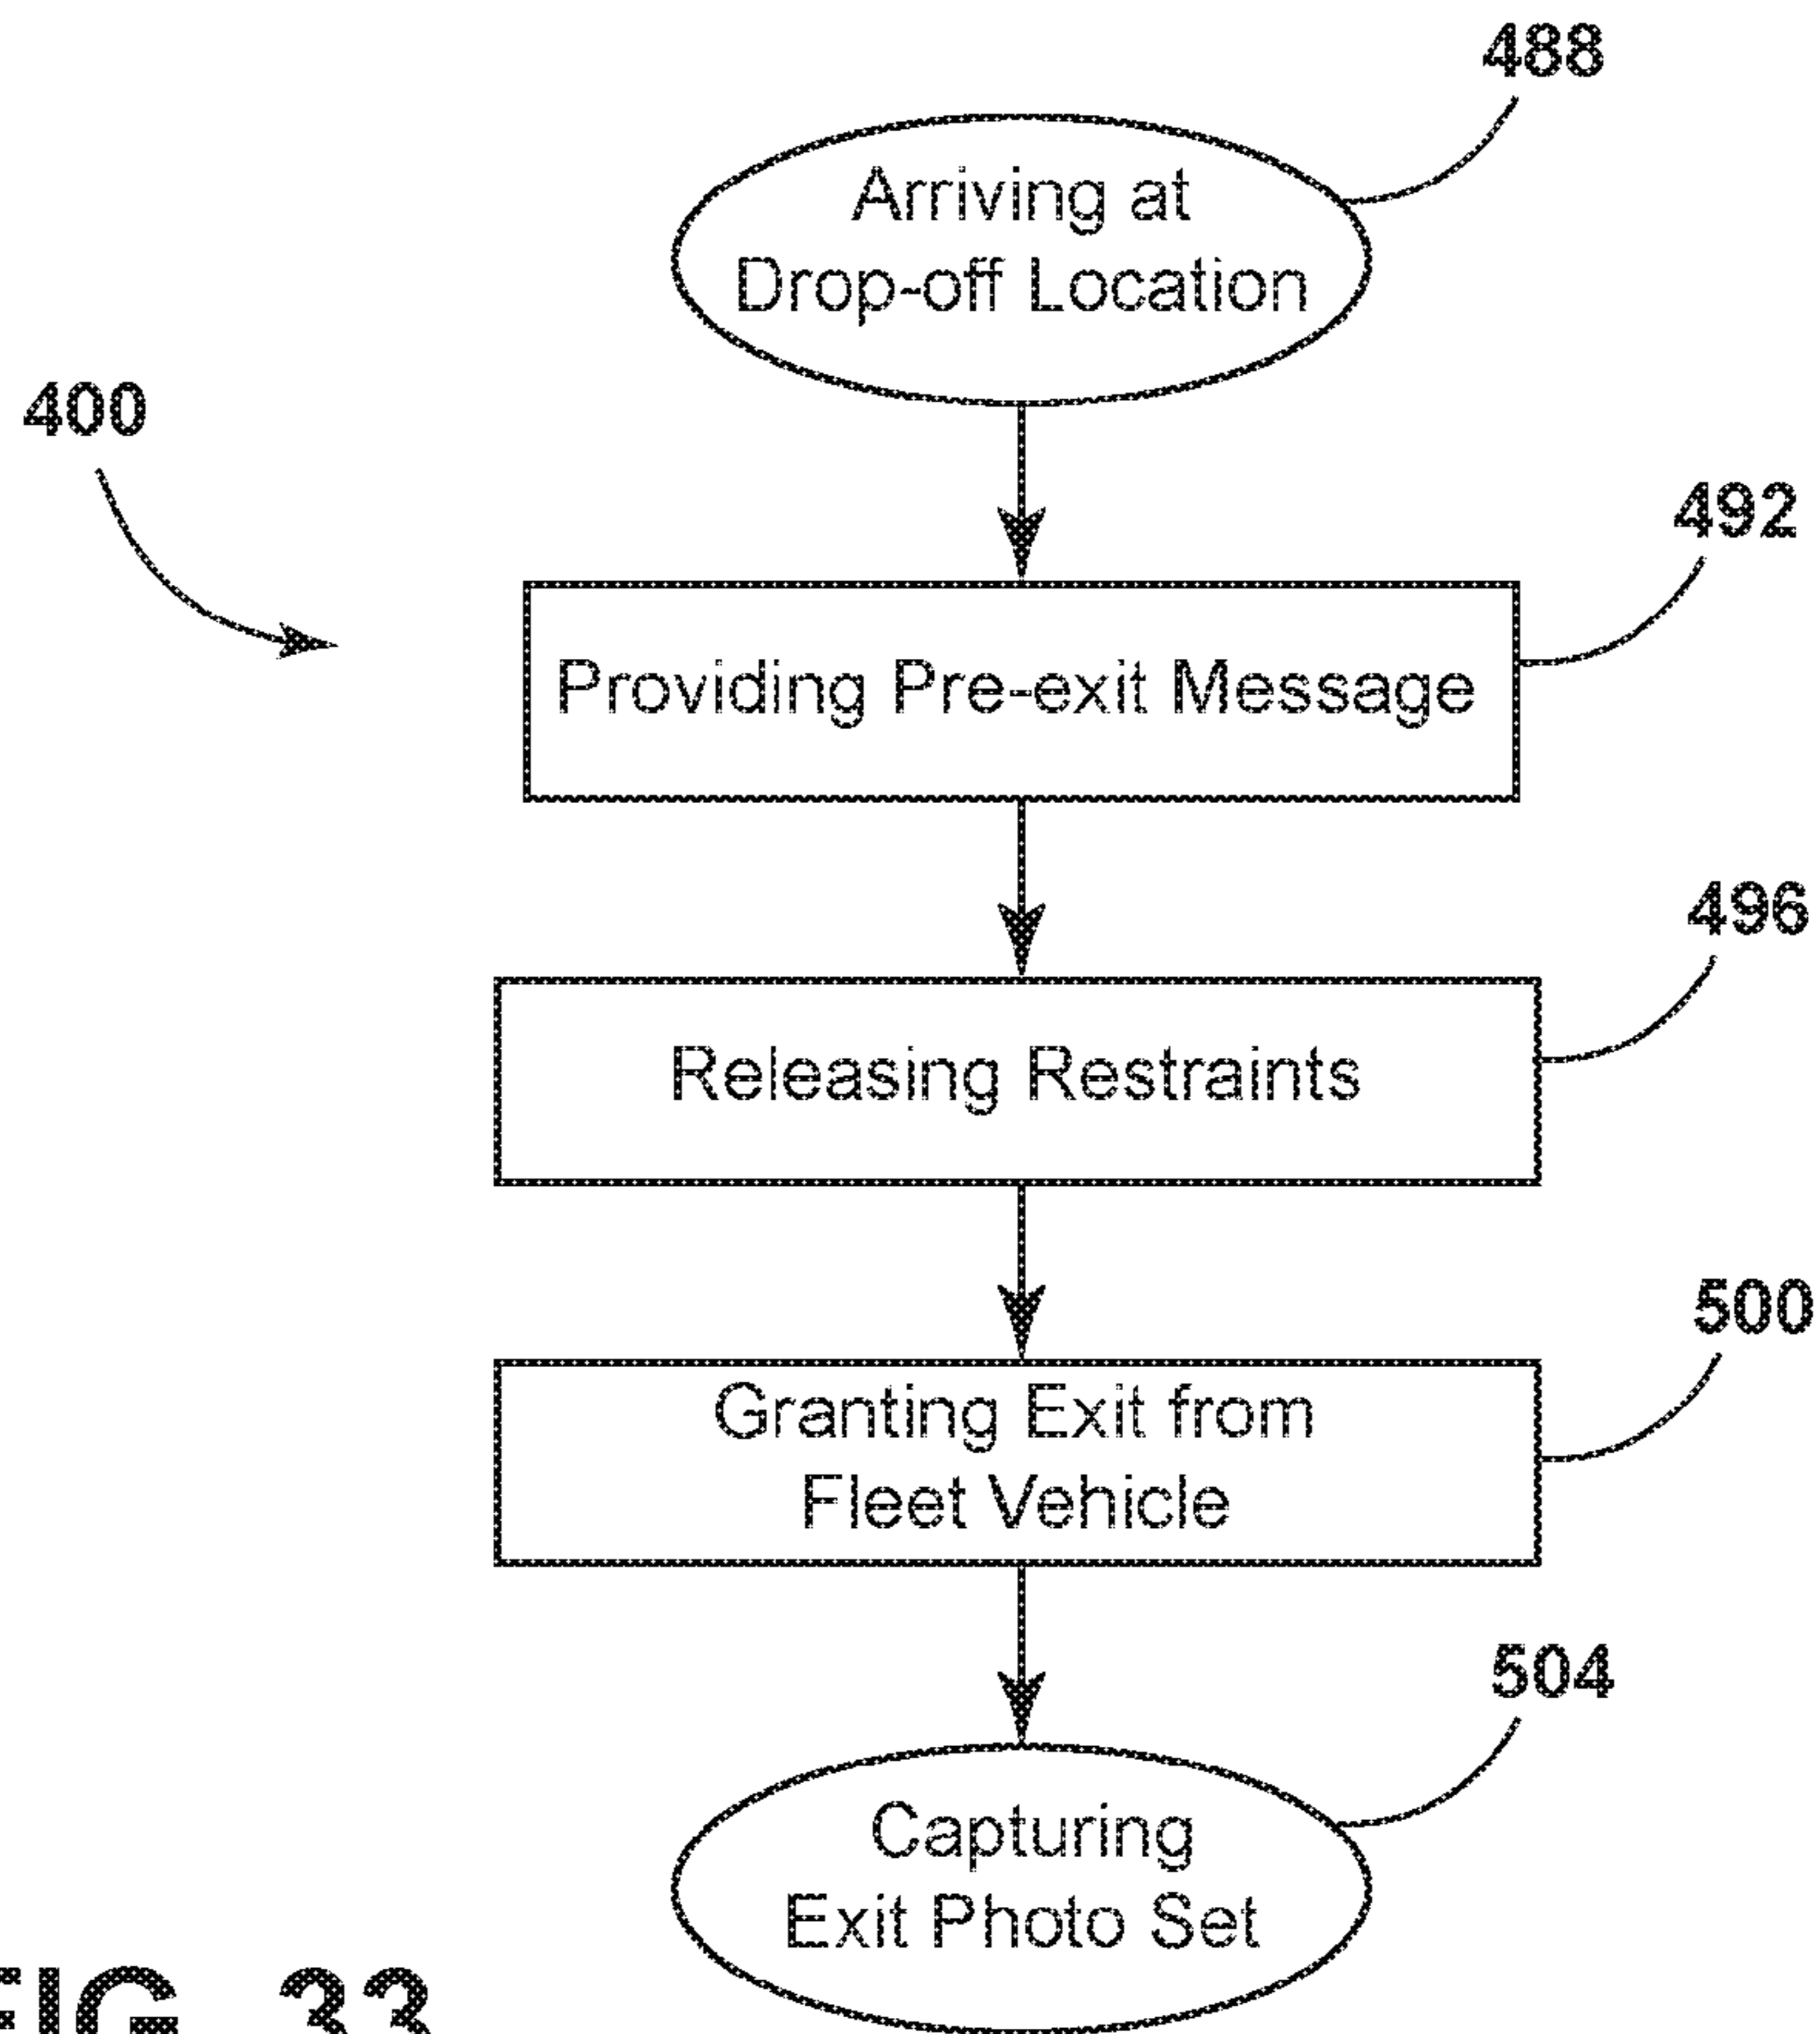 488
Arriving at
Drop-off Location
400
492
Providing Pre-exit Message
496
Releasing Restraints
500
Granting Exit from
Fleet Vehicle
504
Capturing
Exit Photo Set
FIG. 33